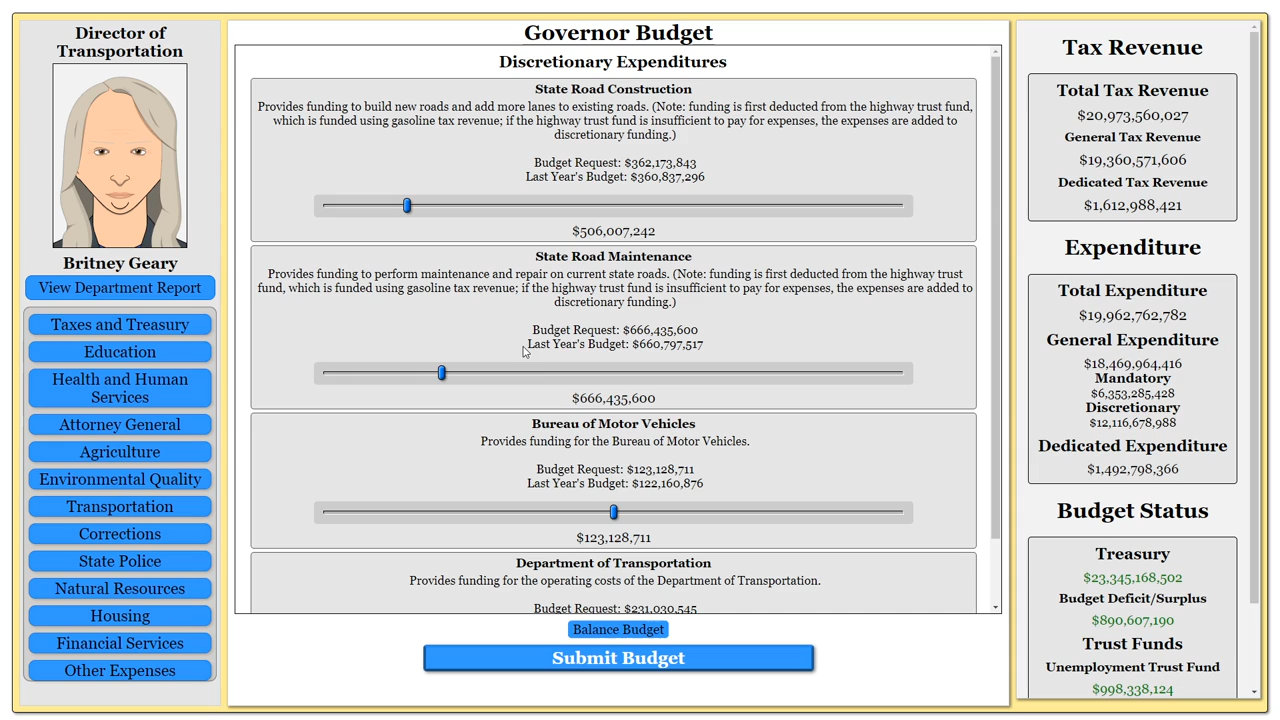 Director of
Transportation
Britney Geary
View Department Report
Taxes and Treasury
Education
Health and Human
Services
Attorney General
Agriculture
Environmental Quality
Transportation
Corrections
State Police
Natural Resources
Housing
Financial Services
Other Expenses
Governor Budget
Discretionary Expenditures
State Road Construction
Provides funding to build new roads and add more lanes to existing roads. (Note: funding is first deducted from the highway trust fund,
which is funded using gasoline tax revenue; if the highway trust fund is insufficient to pay for expenses, the expenses are added to
discretionary funding.)
Budget Request: $362,173,843
Last Year's Budget: $360,837,296
$506,007,242
State Road Maintenance
Provides funding to perform maintenance and repair on current state roads. (Note: funding is first deducted from the highway trust
fund, which is funded using gasoline tax revenue; if the highway trust fund is insufficient to pay for expenses, the expenses are added to
discretionary funding.)
Budget Request: $666,435,600
Last Year's Budget: $660,797,517
$666,435,600
Bureau of Motor Vehicles
Provides funding for the Bureau of Motor Vehicles.
Budget Request: $123,128,711
Last Year's Budget: $122,160,876
$123,128,711
Department of Transportation
Provides funding for the operating costs of the Department of Transportation.
Budget Request: $231,030,545
Balance Budget
Submit Budget
Tax Revenue
Total Tax Revenue
$20,973,560,027
General Tax Revenue
$19,360,571,606
Dedicated Tax Revenue
$1,612,988,421
Expenditure
Total Expenditure
$19,962,762,782
General Expenditure
$18,469,964,416
Mandatory
$6,353,285,428
Discretionary
$12,116,678,988
Dedicated Expenditure
$1,492,798,366
Budget Status
Treasury
$23,345,168,502
Budget Deficit/Surplus
$890,607,190
Trust Funds
Unemployment Trust Fund
$998,338,124